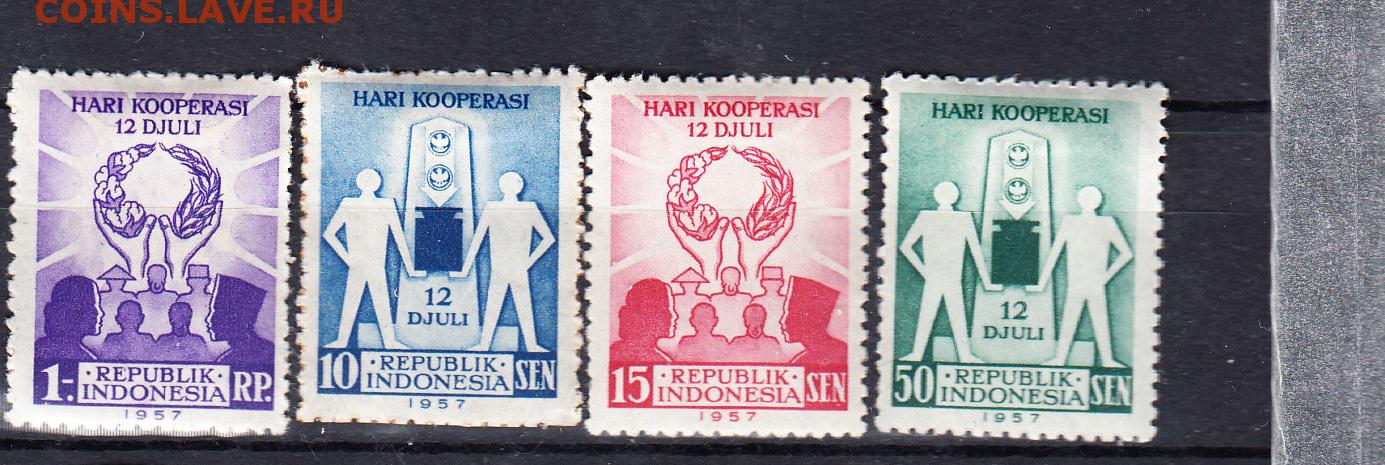 COINS.LAVE.RU
HARI KOOPERASI
12 DJULI
1.- REPUBLIK INDONESIA RP.
1957
HARI KOOPERASI
12
DJULI
10 REPUBLIK INDONESIA SEN
1957
HARI KOOPERASI
12 DJULI
15 REPUBLIK INDONESIA SEN
1957
HARI KOOPERASI
12
DJULI
50 REPUBLIK INDONESIA SEN
1957